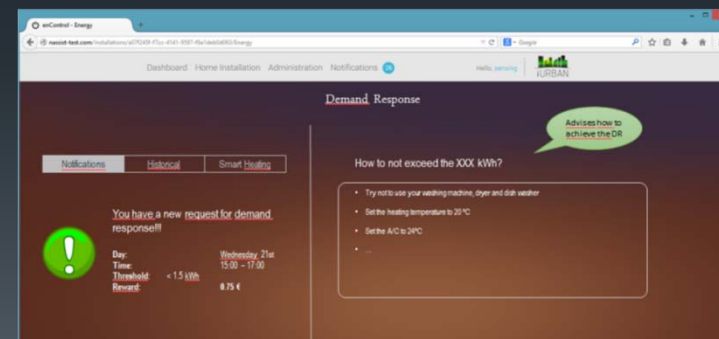 enControl - Energy
Google
Dashboard Home Installation Administration Notifications
Hello, sensing
iURBAN
Demand Response
Advises how to
achieve the DR
Notifications Historical Smart Heating
How to not exceed the XXX kWh?
You have a new request for demand
response!!!
Day: Wednesday 21st
Time: 15:00 – 17:00
Threshold: < 1.5 kWh
Reward: 0.75 €
• Try not to use your washing machine, dryer and dish washer
• Set the heating temperature to 20 ºC
• Set the A/C to 24ºC
• ...